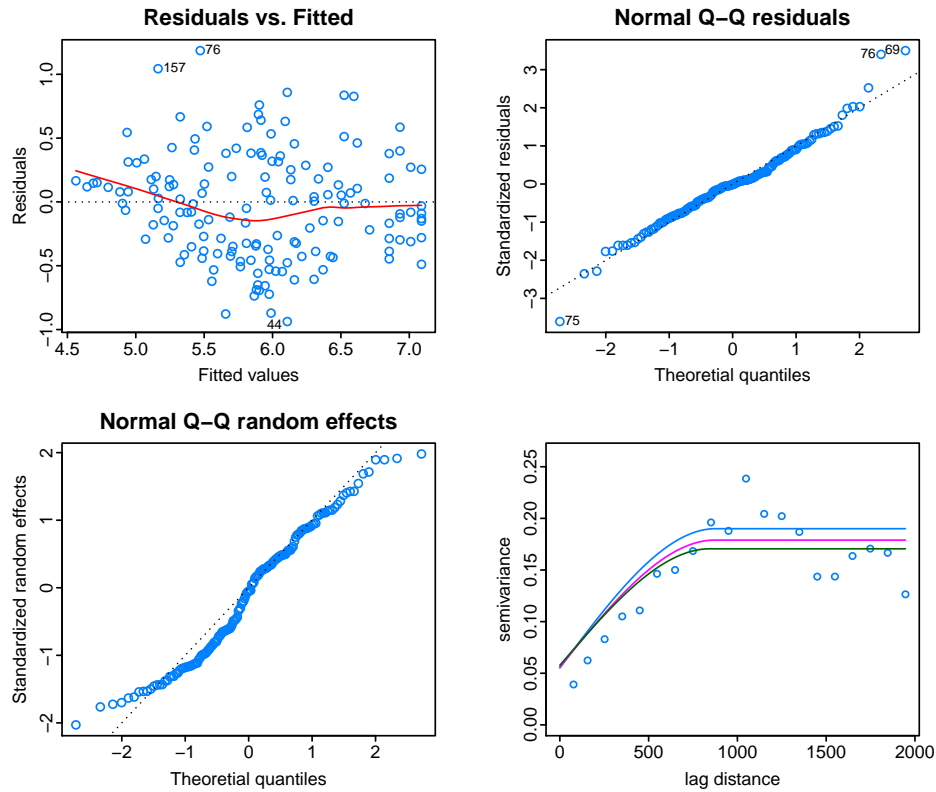 Residuals vs. Fitted
Residuals
1.0
0.5
0.0
−0.5
−1.0
76
157
44
4.5 5.0 5.5 6.0 6.5 7.0
Fitted values
Normal Q−Q residuals
Standardized residuals
3
2
1
0
−1
−2
−3
76
69
75
−2 −1 0 1 2
Theoretial quantiles
Normal Q−Q random effects
Standardized random effects
2
1
0
−1
−2
−2 −1 0 1 2
Theoretial quantiles
semivariance
0.25
0.20
0.15
0.10
0.05
0.00
0 500 1000 1500 2000
lag distance